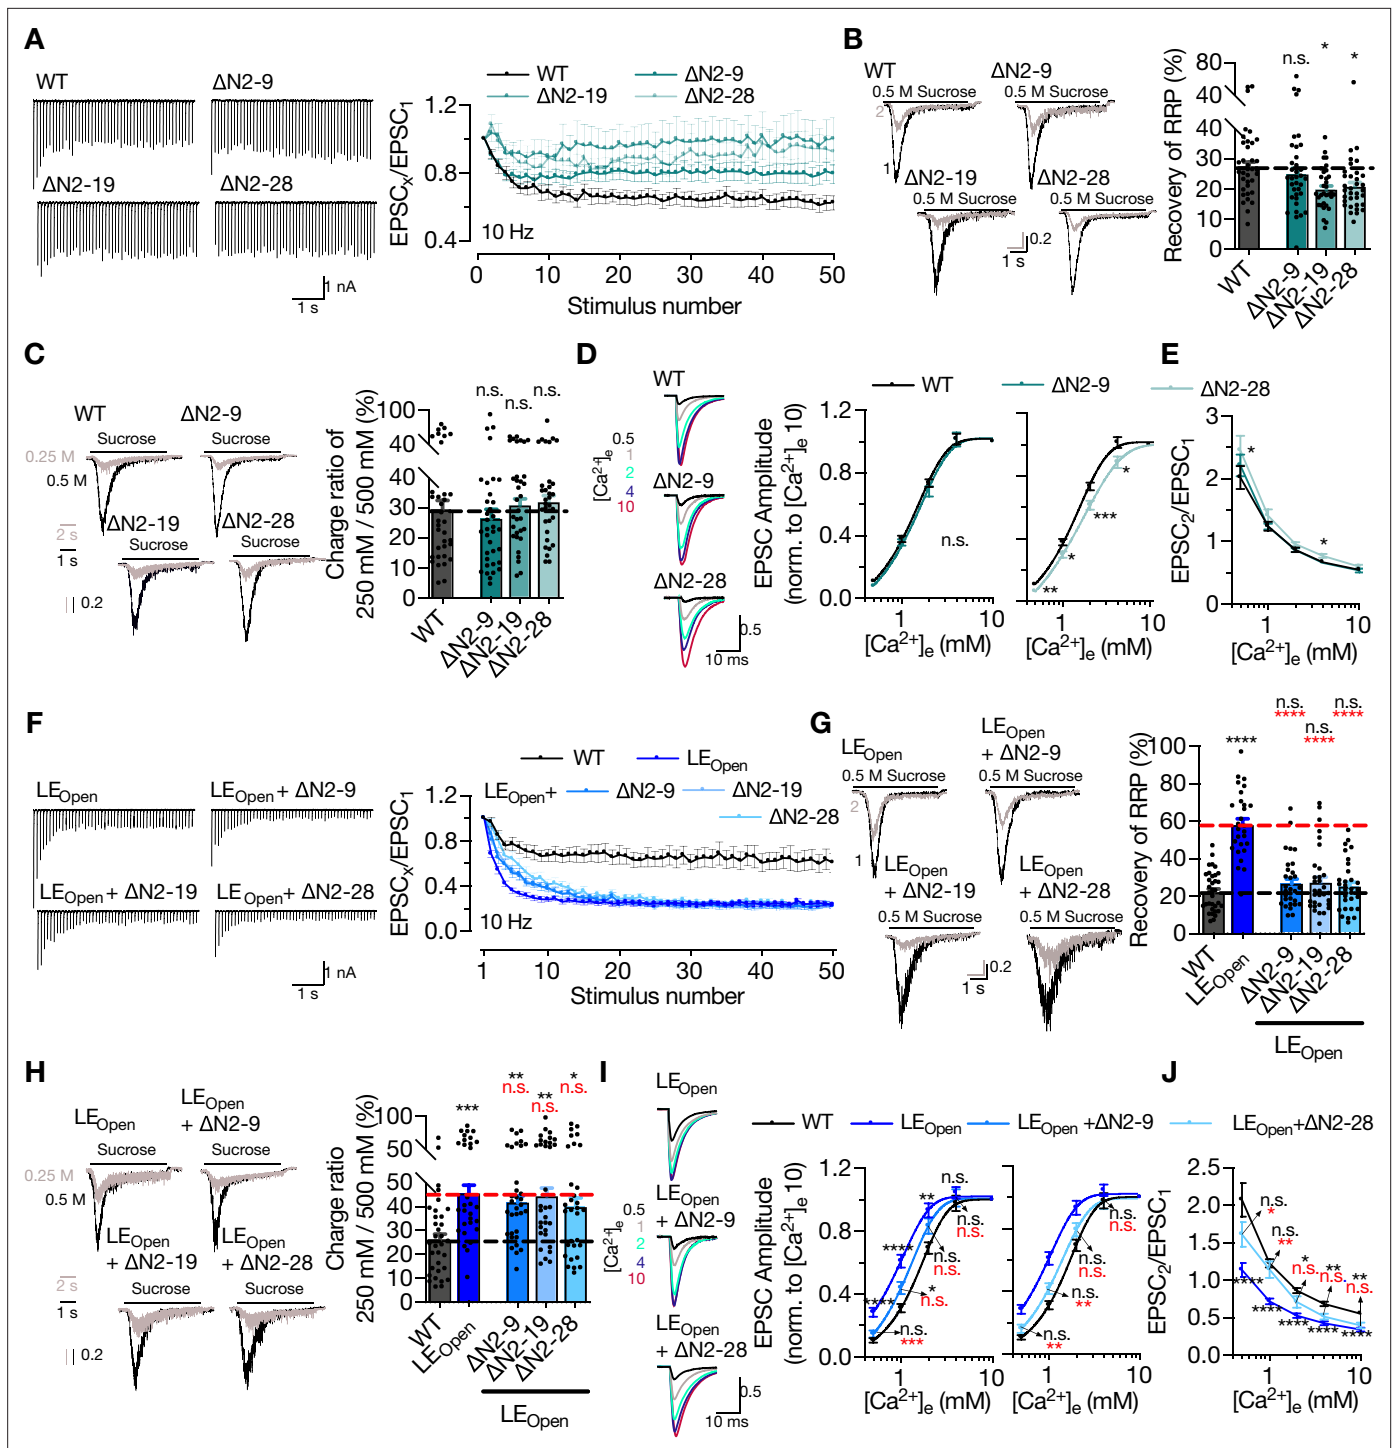 A
WT
ΔN2-9
ΔN2-19
ΔN2-28
1 nA
1 s
WT
ΔN2-9
ΔN2-19
ΔN2-28
EPSCx/EPSC1
1.2
0.8
0.4
10 Hz
0
10
20
30
40
50
Stimulus number
B
WT
ΔN2-9
0.5 M Sucrose
0.5 M Sucrose
2
1
ΔN2-19
ΔN2-28
0.5 M Sucrose
0.5 M Sucrose
0.2
1 s
Recovery of RRP (%)
80
40
40
30
20
10
0
n.s.
*
*
WT
ΔN2-9
ΔN2-19
ΔN2-28
C
WT
ΔN2-9
Sucrose
Sucrose
0.25 M
0.5 M
ΔN2-19
ΔN2-28
Sucrose
Sucrose
2 s
1 s
0.2
Charge ratio of
250 mM / 500 mM (%)
100
40
40
30
20
10
0
n.s.
n.s.
n.s.
WT
ΔN2-9
ΔN2-19
ΔN2-28
D
WT
[Ca2+]e
0.5
1
2
4
10
ΔN2-9
ΔN2-28
0.5
10 ms
WT
ΔN2-9
ΔN2-28
EPSC Amplitude
(norm. to [Ca2+]e 10)
1.2
0.8
0.4
0.0
n.s.
1
10
[Ca2+]e (mM)
**
*
***
*
1
10
[Ca2+]e (mM)
E
EPSC2/EPSC1
3
2
1
0
*
*
1
10
[Ca2+]e (mM)
F
LEOpen
LEOpen + ΔN2-9
LEOpen + ΔN2-19
LEOpen + ΔN2-28
1 nA
1 s
WT
LEOpen
LEOpen+
ΔN2-9
ΔN2-19
ΔN2-28
EPSCx/EPSC1
1.2
0.8
0.4
0.0
10 Hz
1
10
20
30
40
50
Stimulus number
G
LEOpen
LEOpen
+ ΔN2-9
0.5 M Sucrose
0.5 M Sucrose
2
1
LEOpen
+ ΔN2-19
LEOpen
+ ΔN2-28
0.5 M Sucrose
0.5 M Sucrose
0.2
1 s
Recovery of RRP (%)
100
80
60
40
20
0
****
n.s.
****
n.s.
****
n.s.
****
WT
LEOpen
ΔN2-9
ΔN2-19
ΔN2-28
LEOpen
H
LEOpen
LEOpen
+ ΔN2-9
Sucrose
Sucrose
0.25 M
0.5 M
LEOpen
+ ΔN2-19
LEOpen
+ ΔN2-28
Sucrose
Sucrose
2 s
1 s
0.2
Charge ratio
250 mM / 500 mM (%)
100
50
50
40
30
20
10
0
***
**
n.s.
**
n.s.
*
n.s.
WT
LEOpen
ΔN2-9
ΔN2-19
ΔN2-28
LEOpen
I
LEOpen
LEOpen
+ ΔN2-9
[Ca2+]e
0.5
1
2
4
10
LEOpen
+ ΔN2-28
0.5
10 ms
WT
LEOpen
LEOpen +ΔN2-9
LEOpen+ΔN2-28
EPSC Amplitude
(norm. to [Ca2+]e 10)
1.2
0.8
0.4
0.0
****
****
**
n.s.
n.s.
n.s.
n.s.
*
n.s.
n.s.
***
1
10
[Ca2+]e (mM)
n.s.
n.s.
n.s.
n.s.
n.s.
**
n.s.
**
1
10
[Ca2+]e (mM)
J
EPSC2/EPSC1
2.5
2.0
1.5
1.0
0.5
0.0
n.s.
*
n.s.
**
*
n.s.
**
**
**
n.s.
****
****
****
****
****
1
10
[Ca2+]e (mM)